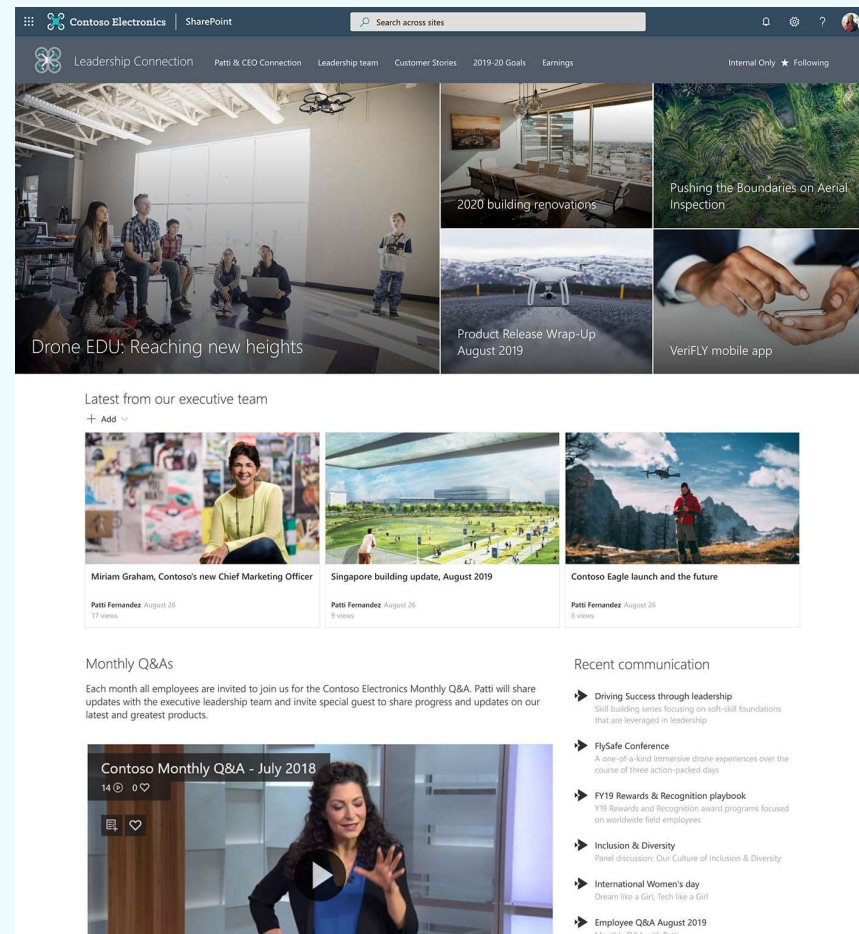 Contoso Electronics
SharePoint
Search across sites
?
Leadership Connection
Patti & CEO Connection
Leadership team
Customer Stories
2019-20 Goals
Earnings
Internal Only ★ Following
Drone EDU: Reaching new heights
2020 building renovations
Pushing the Boundaries on Aerial
Inspection
Product Release Wrap-Up
August 2019
VeriFLY mobile app
Latest from our executive team
+ Add
Miriam Graham, Contoso's new Chief Marketing Officer
Patti Fernandez August 26
17 views
Singapore building update, August 2019
Patti Fernandez August 26
9 views
Contoso Eagle launch and the future
Patti Fernandez August 26
6 views
Monthly Q&As
Each month all employees are invited to join us for the Contoso Electronics Monthly Q&A. Patti will share
updates with the executive leadership team and invite special guest to share progress and updates on our
latest and greatest products.
Contoso Monthly Q&A - July 2018
14 0
Recent communication
Driving Success through leadership
Skill building series focusing on soft-skill foundations
that are leveraged in leadership
FlySafe Conference
A one-of-a-kind immersive drone experiences over the
course of three action-packed days
FY19 Rewards & Recognition playbook
Y19 Rewards and Recognition award programs focused
on worldwide field employees
Inclusion & Diversity
Panel discussion: Our Culture of Inclusion & Diversity
International Women's day
Dream like a Girl, Tech like a Girl
Employee Q&A August 2019